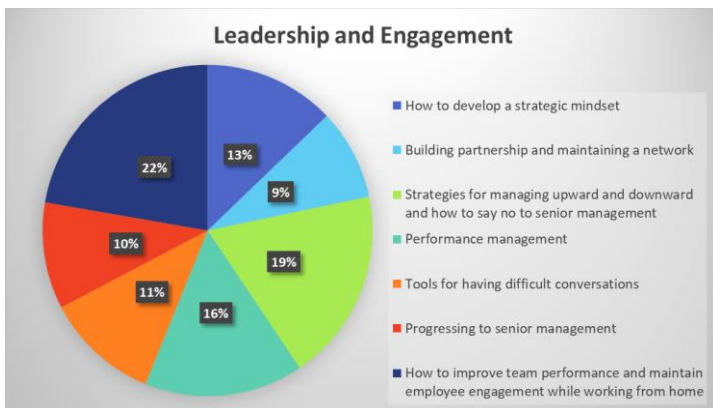 Leadership and Engagement
22%
13%
9%
19%
16%
11%
10%
How to develop a strategic mindset
Building partnership and maintaining a network
Strategies for managing upward and downward
and how to say no to senior management
Performance management
Tools for having difficult conversations
Progressing to senior management
How to improve team performance and maintain
employee engagement while working from home